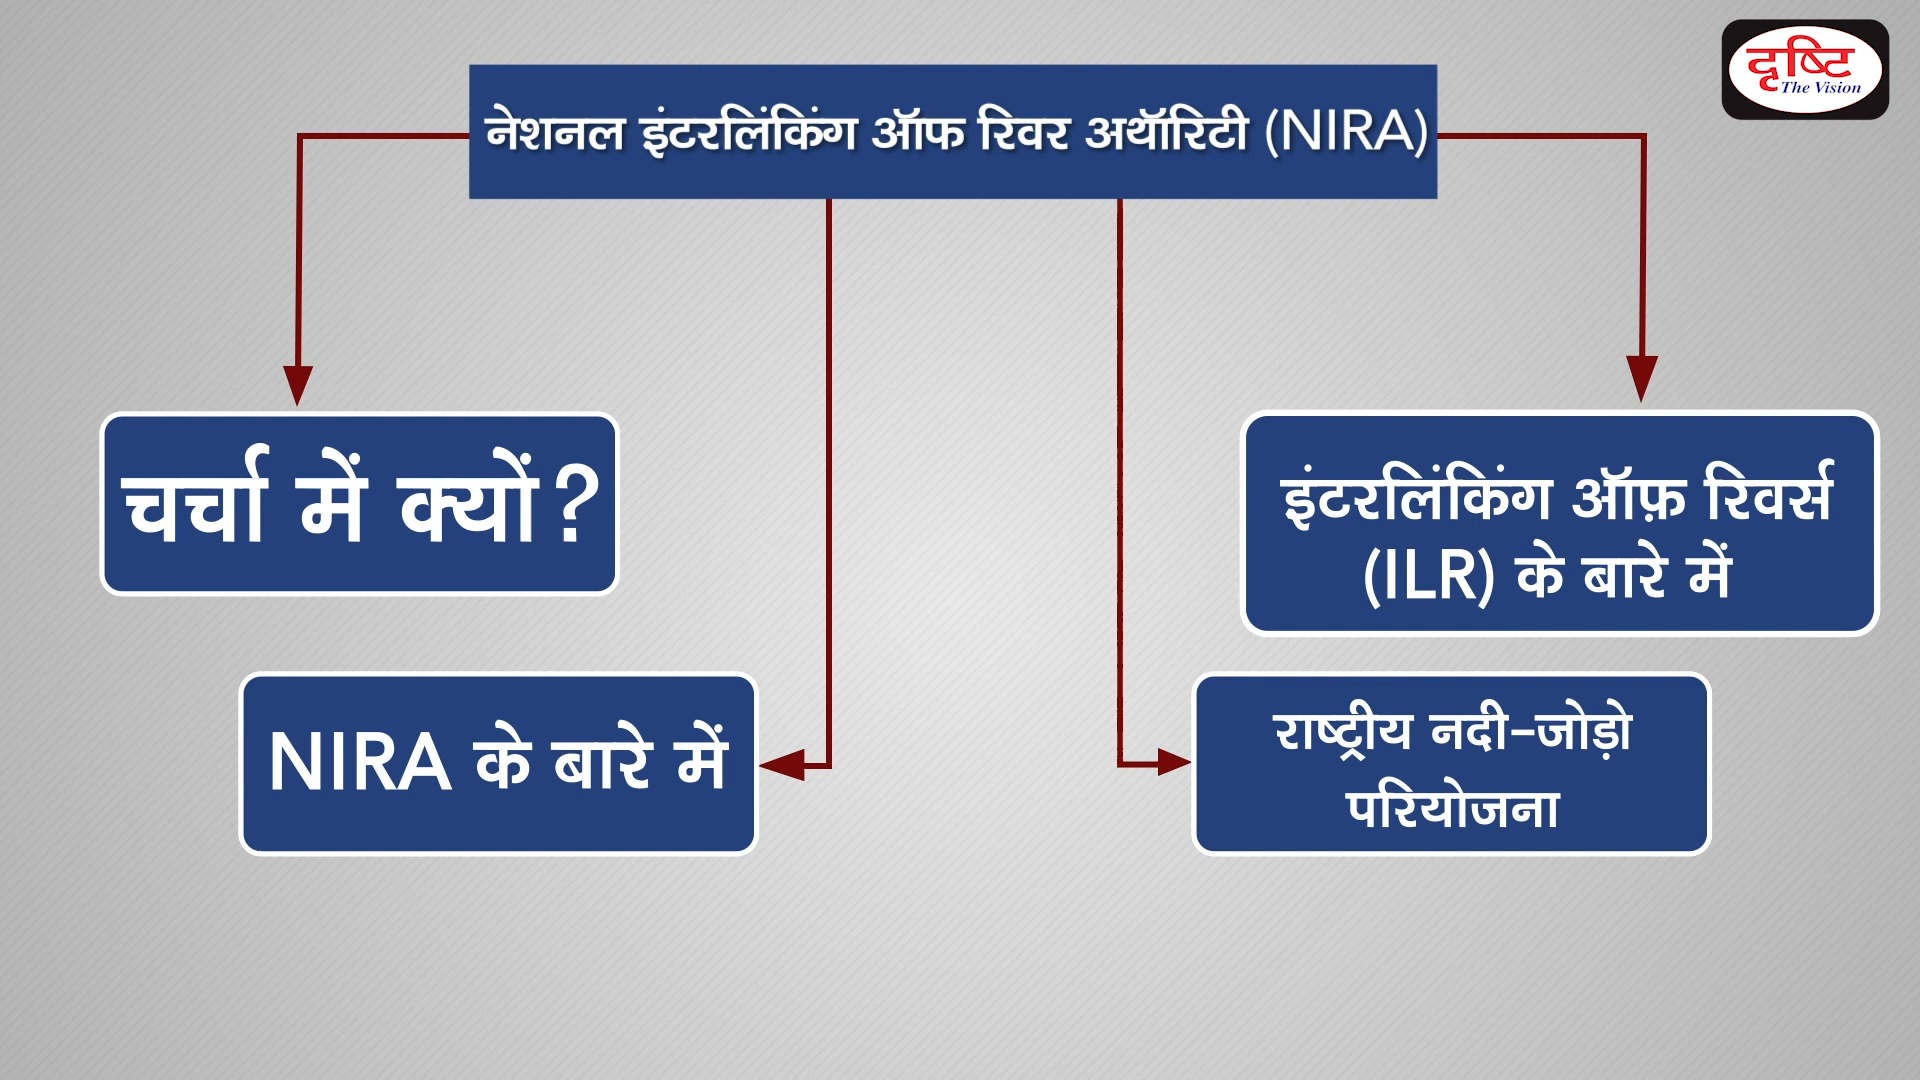 दृष्टि
The Vision
नेशनल इंटरलिंकिंग ऑफ रिवर अथॉरिटी (NIRA)
चर्चा में क्यों?
इंटरलिंकिंग ऑफ़ रिवर्स
(ILR) के बारे में
NIRA के बारे में
राष्ट्रीय नदी-जोड़ो
परियोजना